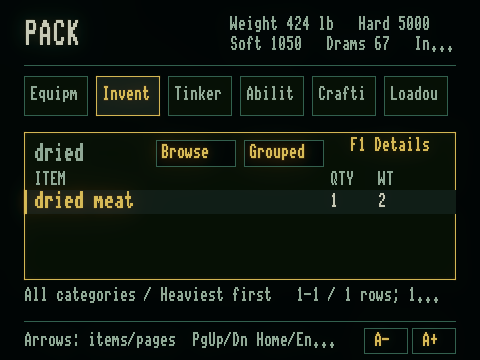 PACK
Weight 424 lb   Hard 5000
Soft 1050   Drams 67   In...
Equipm   Invent   Tinker   Abilit   Crafti   Loadou
dried   Browse   Grouped   F1 Details
ITEM   QTY   WT
dried meat   1   2
All categories / Heaviest first   1-1 / 1 rows; 1...
Arrows: items/pages  PgUp/Dn Home/En...   A-   A+